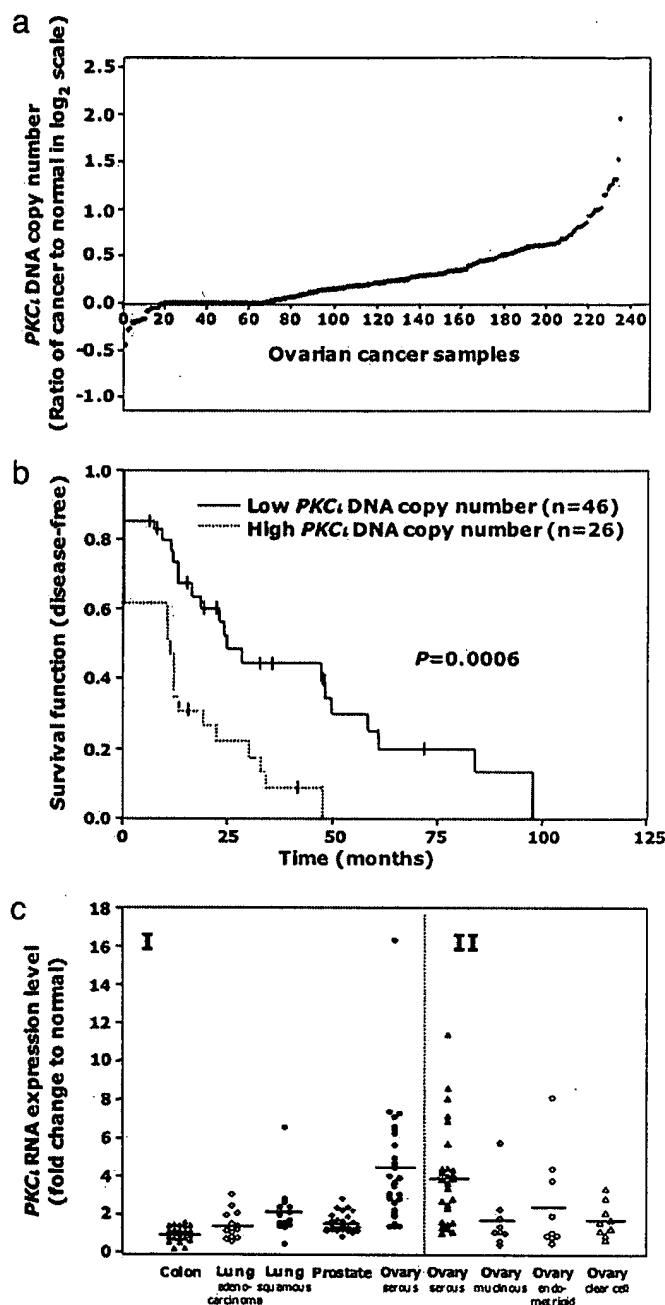 a
PKCι DNA copy number
(Ratio of cancer to normal in log2 scale)
2.5
2.0
1.5
1.0
0.5
0.0
-0.5
-1.0
0 20 40 60 80 100 120 140 160 180 200 220 240
Ovarian cancer samples
b
Survival function (disease-free)
1.0
0.8
0.6
0.4
0.2
0.0
Low PKCι DNA copy number (n=46)
High PKCι DNA copy number (n=26)
P=0.0006
0 25 50 75 100 125
Time (months)
c
PKCι RNA expression level
(fold change to normal)
18
16
14
12
10
8
6
4
2
0
I
II
Colon Lung Lung Prostate Ovary Ovary Ovary Ovary Ovary
adeno- squamous serous serous mucinous endo- clear cell
carcinoma metrioid